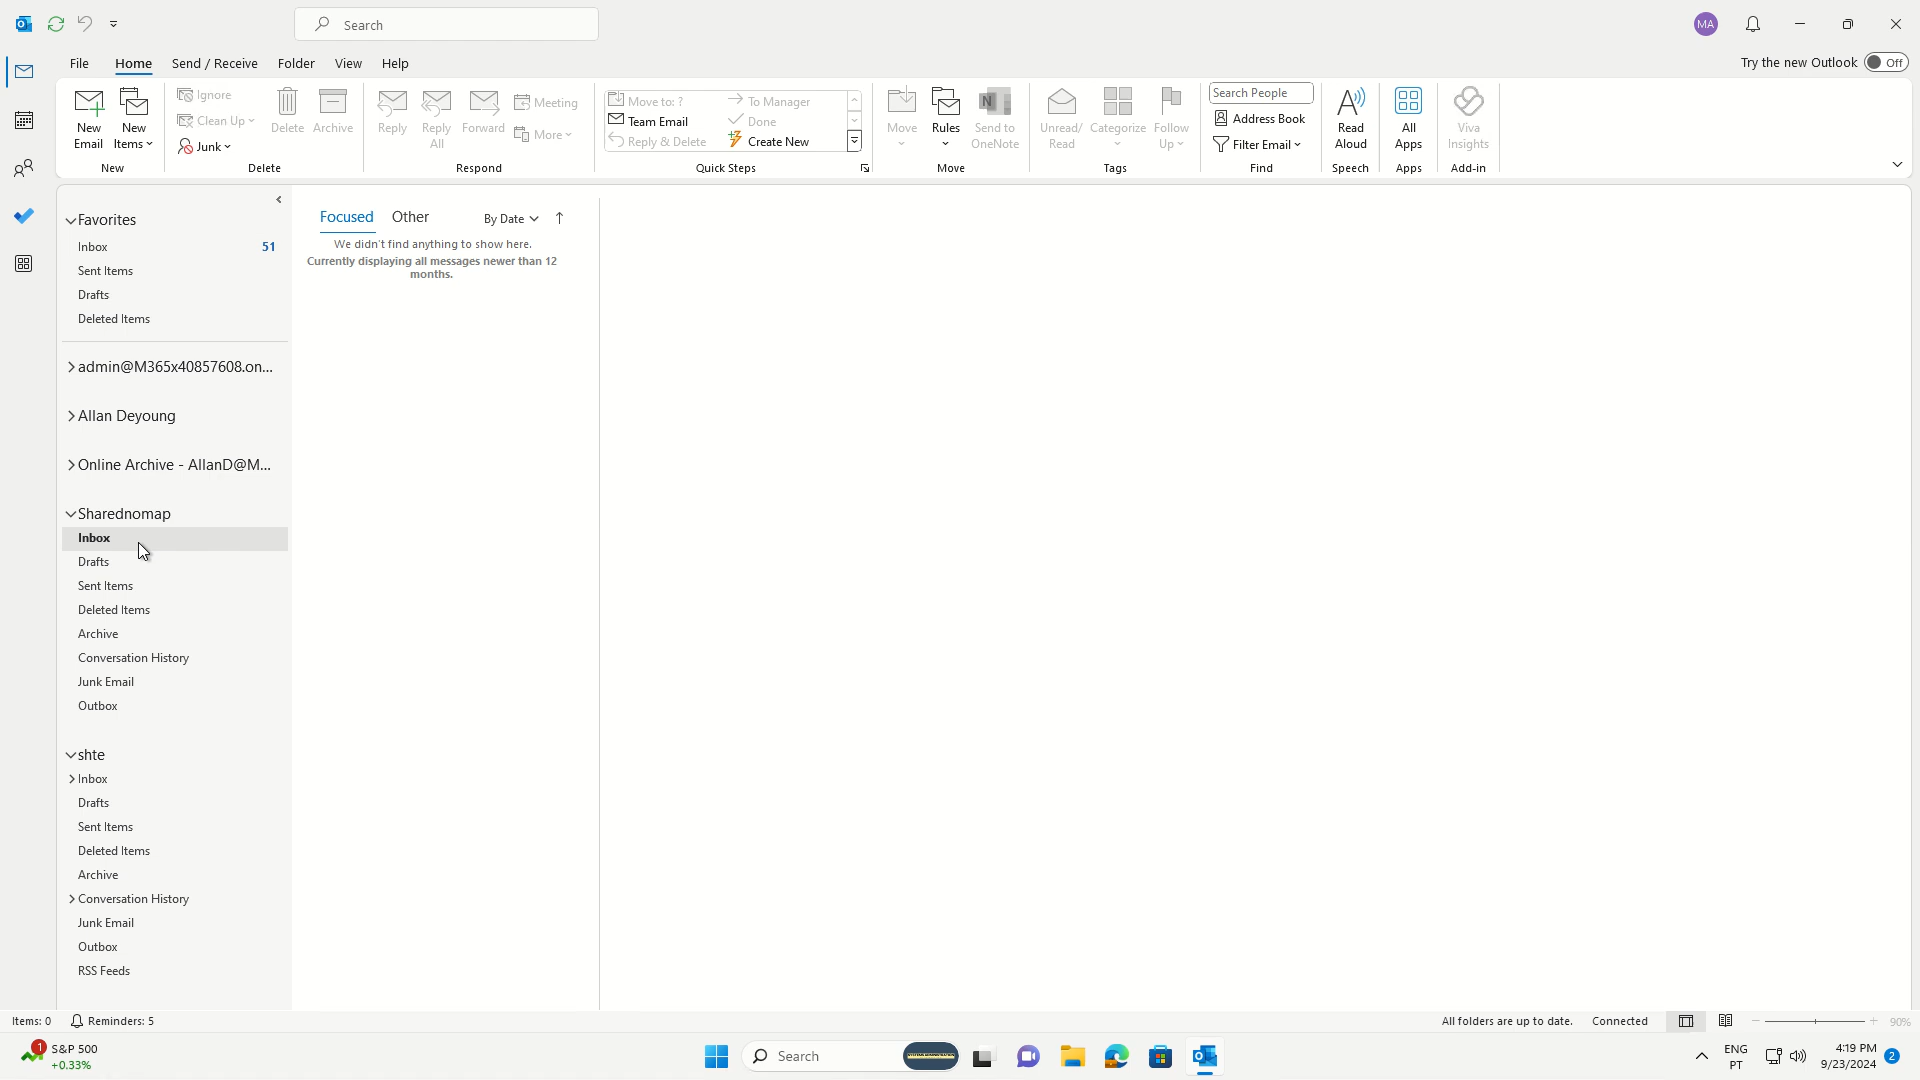 Search
MA
File Home Send / Receive Folder View Help
Try the new Outlook Off
New Email
New Items
Ignore
Clean Up
Junk
Delete
Archive
Reply
Reply All
Forward
Meeting
More
Move to: ?
Team Email
Reply & Delete
To Manager
Done
Create New
Move
Rules
Send to OneNote
Unread/ Read
Categorize
Follow Up
Search People
Address Book
Filter Email
Read Aloud
All Apps
Viva Insights
New
Delete
Respond
Quick Steps
Move
Tags
Find
Speech
Apps
Add-in
Favorites
Inbox 51
Sent Items
Drafts
Deleted Items
admin@M365x40857608.on...
Allan Deyoung
Online Archive - AllanD@M...
Sharednomap
Inbox
Drafts
Sent Items
Deleted Items
Archive
Conversation History
Junk Email
Outbox
shte
Inbox
Drafts
Sent Items
Deleted Items
Archive
Conversation History
Junk Email
Outbox
RSS Feeds
Focused Other By Date
We didn't find anything to show here.
Currently displaying all messages newer than 12
months.
Items: 0 Reminders: 5
All folders are up to date. Connected 90%
1
S&P 500
+0.33%
Search
ENG
PT
4:19 PM
9/23/2024
2